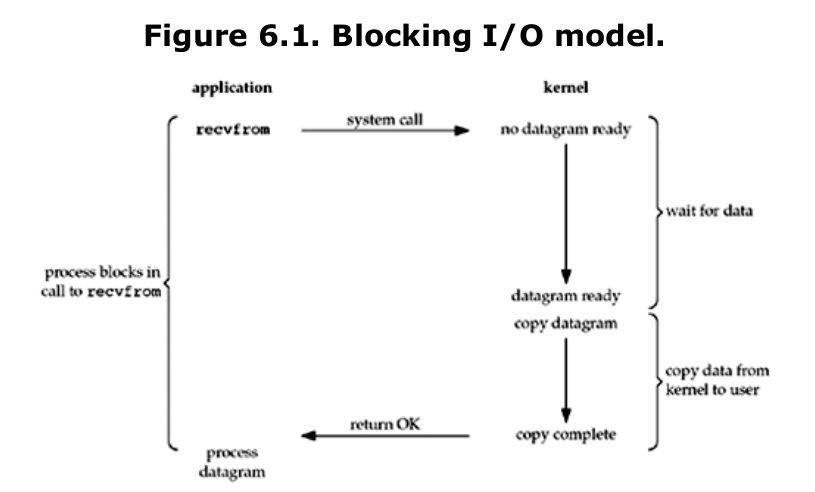 Figure 6.1. Blocking I/O model.
application
kernel
recvfrom
system call
no datagram ready
wait for data
process blocks in
call to recvfrom
datagram ready
copy datagram
copy data from
kernel to user
return OK
copy complete
process
datagram